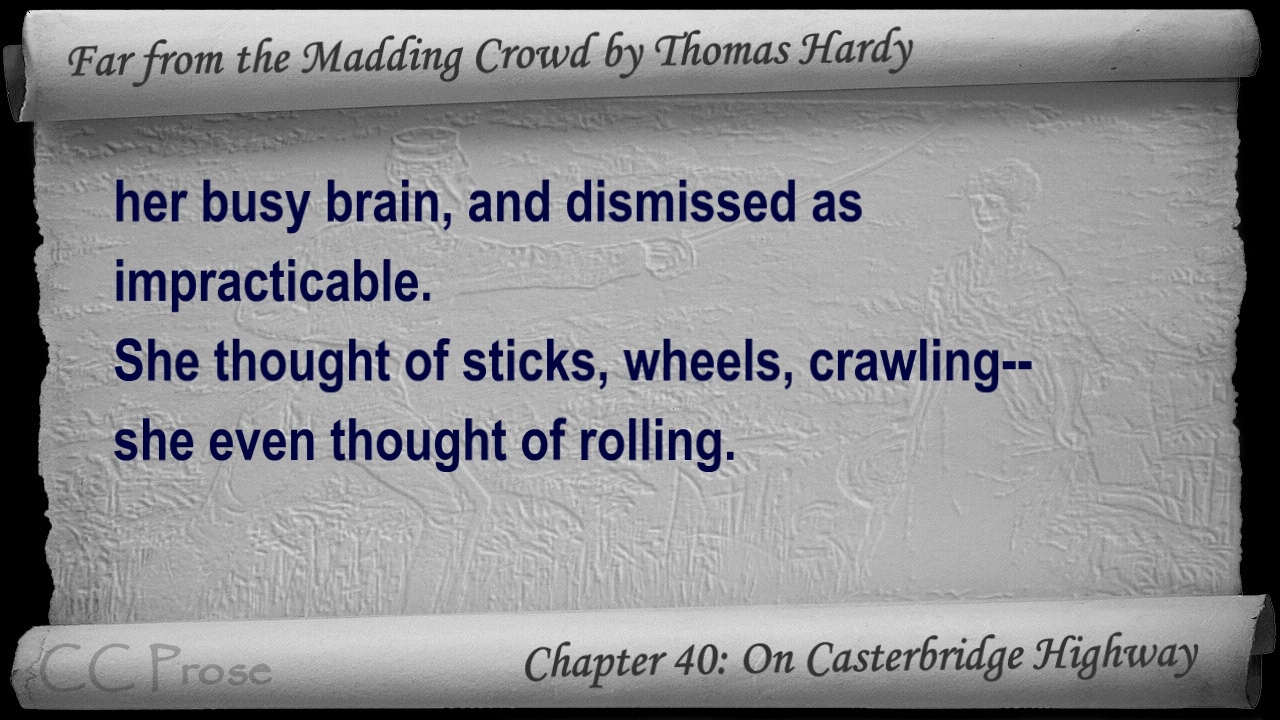 Far from the Madding Crowd by Thomas Hardy
her busy brain, and dismissed as
impracticable.
She thought of sticks, wheels, crawling--
she even thought of rolling.
CC Prose
Chapter 40: On Casterbridge Highway